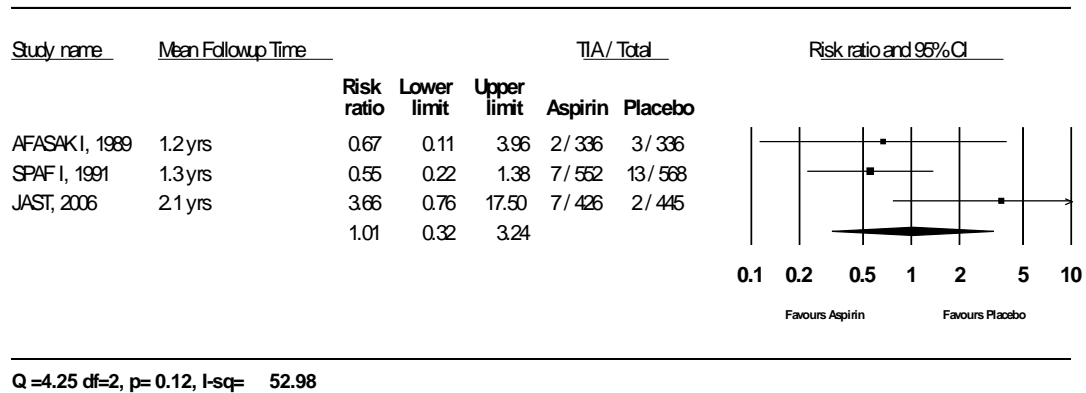 Study name Mean Followup Time TIA / Total Risk ratio and 95% CI
Risk ratio Lower limit Upper limit Aspirin Placebo
AFASAK I, 1989 1.2 yrs 0.67 0.11 3.96 2 / 336 3 / 336
SPAF I, 1991 1.3 yrs 0.55 0.22 1.38 7 / 552 13 / 568
JAST, 2006 2.1 yrs 3.66 0.76 17.50 7 / 426 2 / 445
1.01 0.32 3.24
0.1 0.2 0.5 1 2 5 10
Favours Aspirin Favours Placebo
Q =4.25 df=2, p= 0.12, I-sq= 52.98